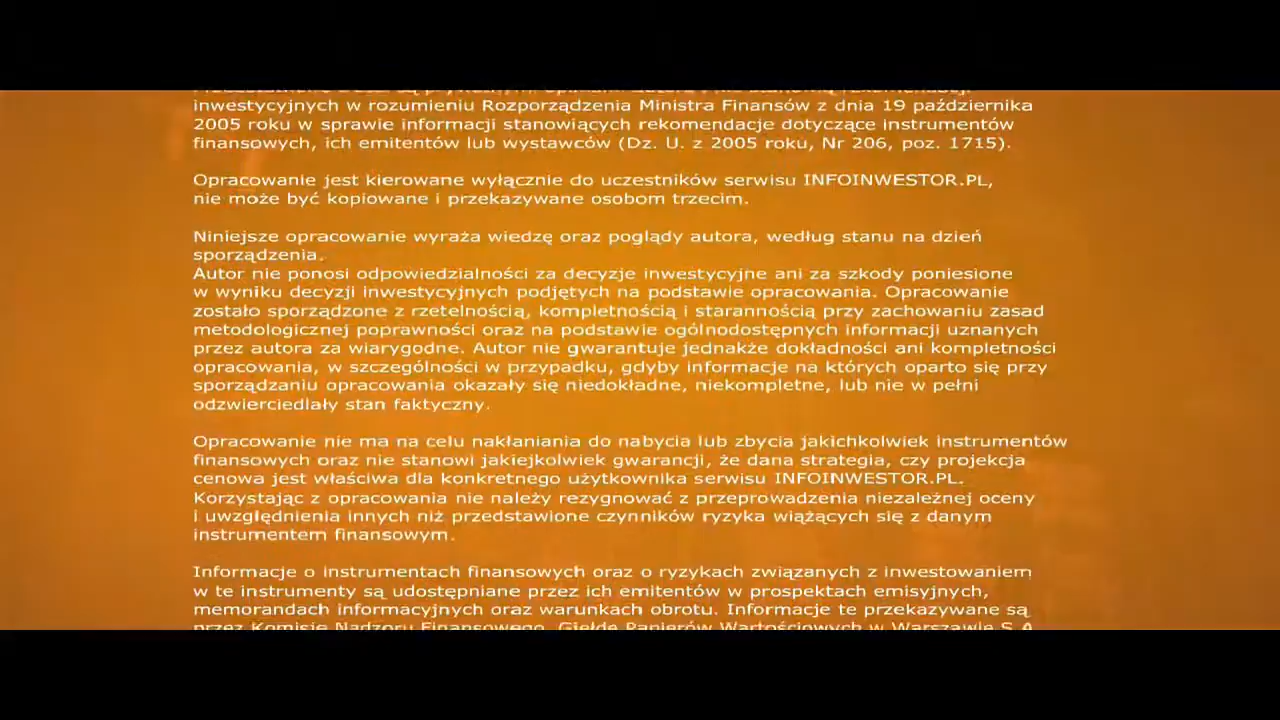 inwestycyjnych w rozumieniu Rozporządzenia Ministra Finansów z dnia 19 października
2005 roku w sprawie informacji stanowiących rekomendacje dotyczące instrumentów
finansowych, ich emitentów lub wystawców (Dz. U. z 2005 roku, Nr 206, poz. 1715).
Opracowanie jest kierowane wyłącznie do uczestników serwisu INFOINWESTOR.PL,
nie może być kopiowane i przekazywane osobom trzecim.
Niniejsze opracowanie wyraża wiedzę oraz poglądy autora, według stanu na dzień
sporządzenia.
Autor nie ponosi odpowiedzialności za decyzje inwestycyjne ani za szkody poniesione
w wyniku decyzji inwestycyjnych podjętych na podstawie opracowania. Opracowanie
zostało sporządzone z rzetelnością, kompletnością i starannością przy zachowaniu zasad
metodologicznej poprawności oraz na podstawie ogólnodostępnych informacji uznanych
przez autora za wiarygodne. Autor nie gwarantuje jednakże dokładności ani kompletności
opracowania, w szczególności w przypadku, gdyby informacje na których oparto się przy
sporządzaniu opracowania okazały się niedokładne, niekompletne, lub nie w pełni
odzwierciedlały stan faktyczny.
Opracowanie nie ma na celu nakłaniania do nabycia lub zbycia jakichkolwiek instrumentów
finansowych oraz nie stanowi jakiejkolwiek gwarancji, że dana strategia, czy projekcja
cenowa jest właściwa dla konkretnego użytkownika serwisu INFOINWESTOR.PL.
Korzystając z opracowania nie należy rezygnować z przeprowadzenia niezależnej oceny
i uwzględnienia innych niż przedstawione czynników ryzyka wiążących się z danym
instrumentem finansowym.
Informacje o instrumentach finansowych oraz o ryzykach związanych z inwestowaniem
w te instrumenty są udostępniane przez ich emitentów w prospektach emisyjnych,
memorandach informacyjnych oraz warunkach obrotu. Informacje te przekazywane są
przez Komisję Nadzoru Finansowego, Giełdę Papierów Wartościowych w Warszawie S.A.